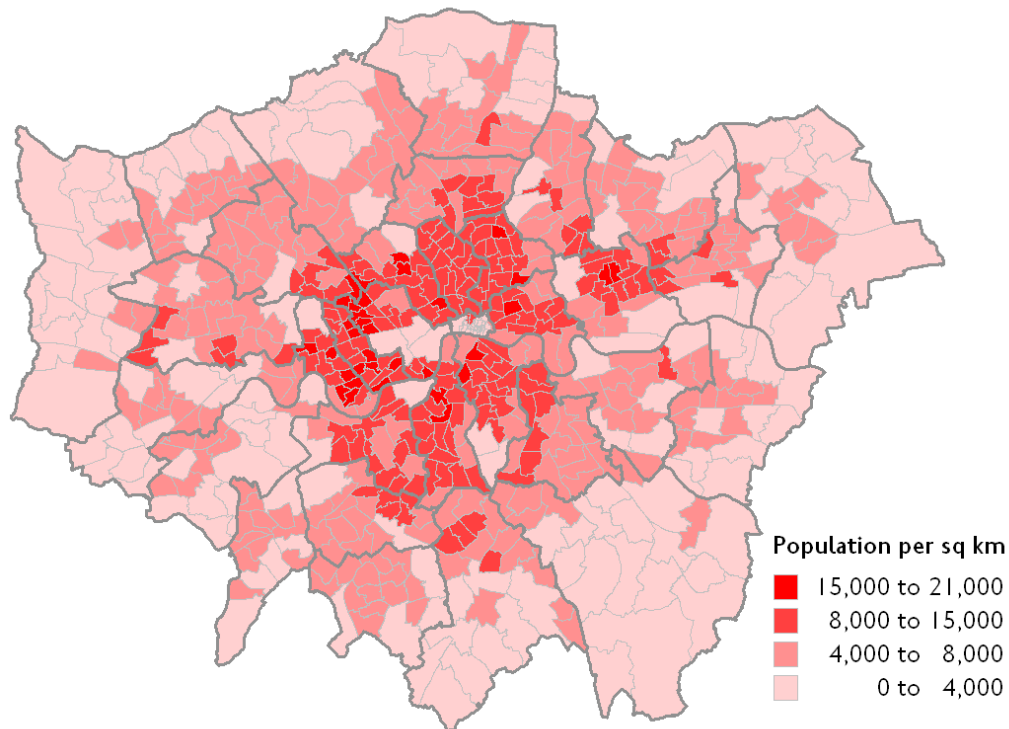 Population per sq km
15,000 to 21,000
8,000 to 15,000
4,000 to 8,000
0 to 4,000